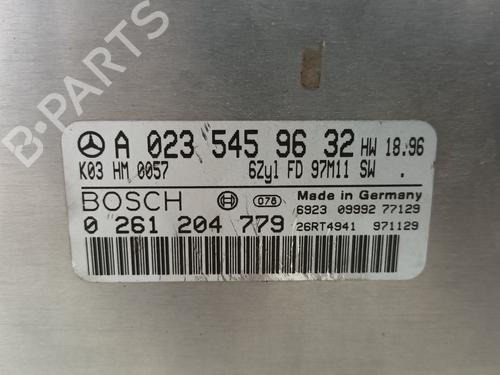 B-PARTS
A 023 545 96 32 HW 18.96
K03 HM 0057 6Zyl FD 97M11 SW .
BOSCH 078 Made in Germany
6923 09992 77129
0 261 204 779 26RT4941 971129